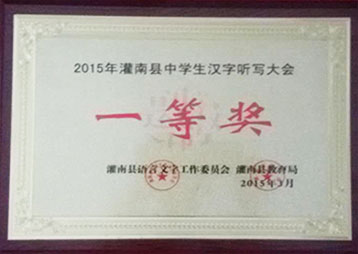 2015年灌南县中学生汉字听写大会
一等奖
灌南县语言文字工作委员会 灌南县教育局
2015年3月